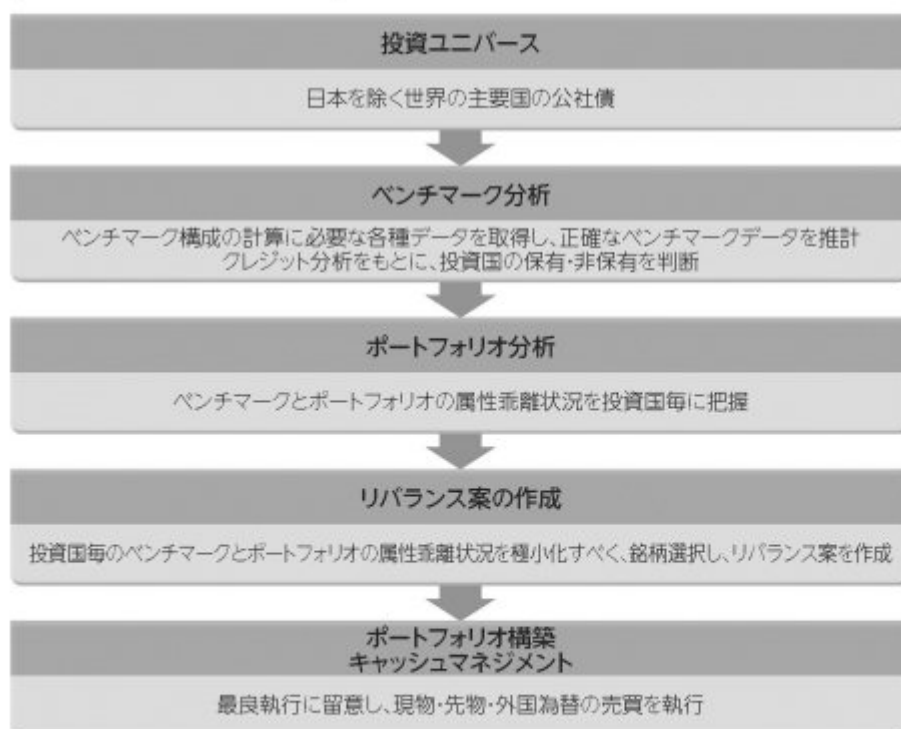 投資ユニバース
日本を除く世界の主要国の公社債
ベンチマーク分析
ベンチマーク構成の計算に必要な各種データを取得し、正確なベンチマークデータを推計
クレジット分析をもとに、投資国の保有・非保有を判断
ポートフォリオ分析
ベンチマークとポートフォリオの属性乖離状況を投資国毎に把握
リバランス案の作成
投資国毎のベンチマークとポートフォリオの属性乖離状況を極小化すべく、銘柄選択し、リバランス案を作成
ポートフォリオ構築
キャッシュマネジメント
最良執行に留意し、現物・先物・外国為替の売買を執行